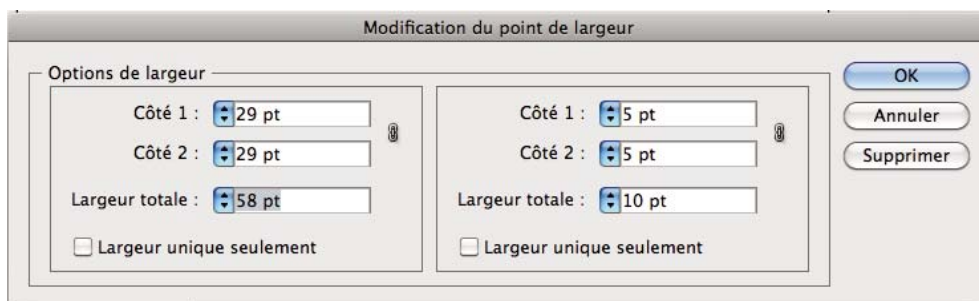 Modification du point de largeur
Options de largeur
Côté 1 : 29 pt
Côté 2 : 29 pt
Largeur totale : 58 pt
Largeur unique seulement
Côté 1 : 5 pt
Côté 2 : 5 pt
Largeur totale : 10 pt
Largeur unique seulement
OK
Annuler
Supprimer